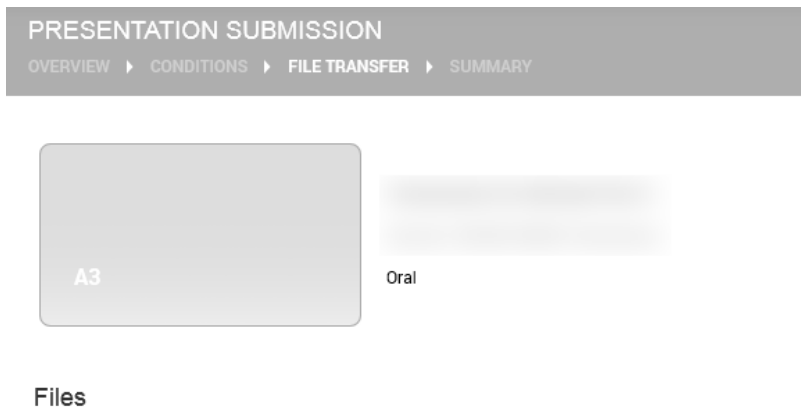 PRESENTATION SUBMISSION
OVERVIEW CONDITIONS FILE TRANSFER SUMMARY
A3
Oral
Files